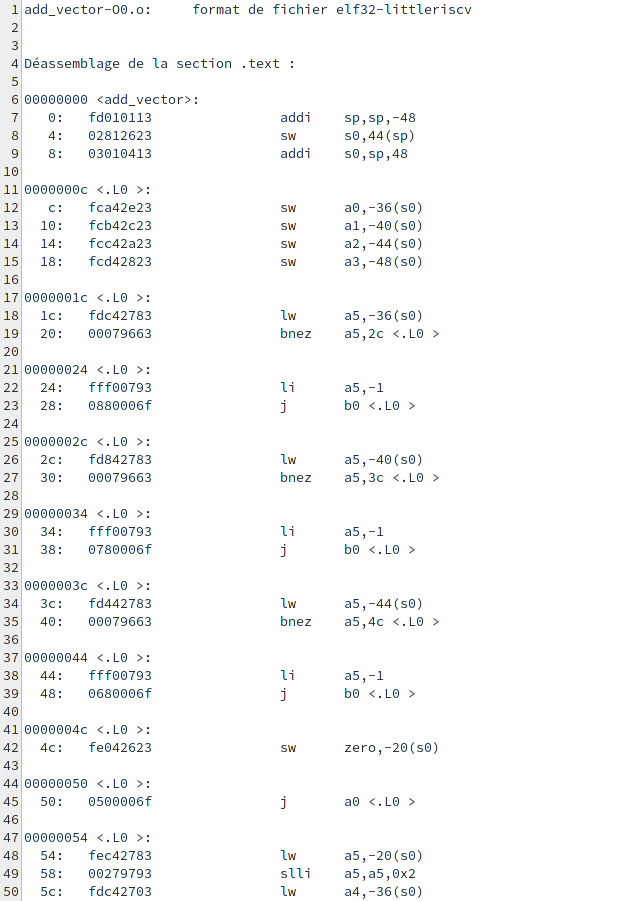 1 add_vector-O0.o:     format de fichier elf32-littleriscv
2
3
4 Déassemblage de la section .text :
5
6 00000000 <add_vector>:
7    0:   fd010113                addi    sp,sp,-48
8    4:   02812623                sw      s0,44(sp)
9    8:   03010413                addi    s0,sp,48
10
11 0000000c <.L0 >:
12    c:   fca42e23                sw      a0,-36(s0)
13   10:   fcb42c23                sw      a1,-40(s0)
14   14:   fcc42a23                sw      a2,-44(s0)
15   18:   fcd42823                sw      a3,-48(s0)
16
17 0000001c <.L0 >:
18   1c:   fdc42783                lw      a5,-36(s0)
19   20:   00079663                bnez    a5,2c <.L0 >
20
21 00000024 <.L0 >:
22   24:   fff00793                li      a5,-1
23   28:   0880006f                j       b0 <.L0 >
24
25 0000002c <.L0 >:
26   2c:   fd842783                lw      a5,-40(s0)
27   30:   00079663                bnez    a5,3c <.L0 >
28
29 00000034 <.L0 >:
30   34:   fff00793                li      a5,-1
31   38:   0780006f                j       b0 <.L0 >
32
33 0000003c <.L0 >:
34   3c:   fd442783                lw      a5,-44(s0)
35   40:   00079663                bnez    a5,4c <.L0 >
36
37 00000044 <.L0 >:
38   44:   fff00793                li      a5,-1
39   48:   0680006f                j       b0 <.L0 >
40
41 0000004c <.L0 >:
42   4c:   fe042623                sw      zero,-20(s0)
43
44 00000050 <.L0 >:
45   50:   0500006f                j       a0 <.L0 >
46
47 00000054 <.L0 >:
48   54:   fec42783                lw      a5,-20(s0)
49   58:   00279793                slli    a5,a5,0x2
50   5c:   fdc42703                lw      a4,-36(s0)